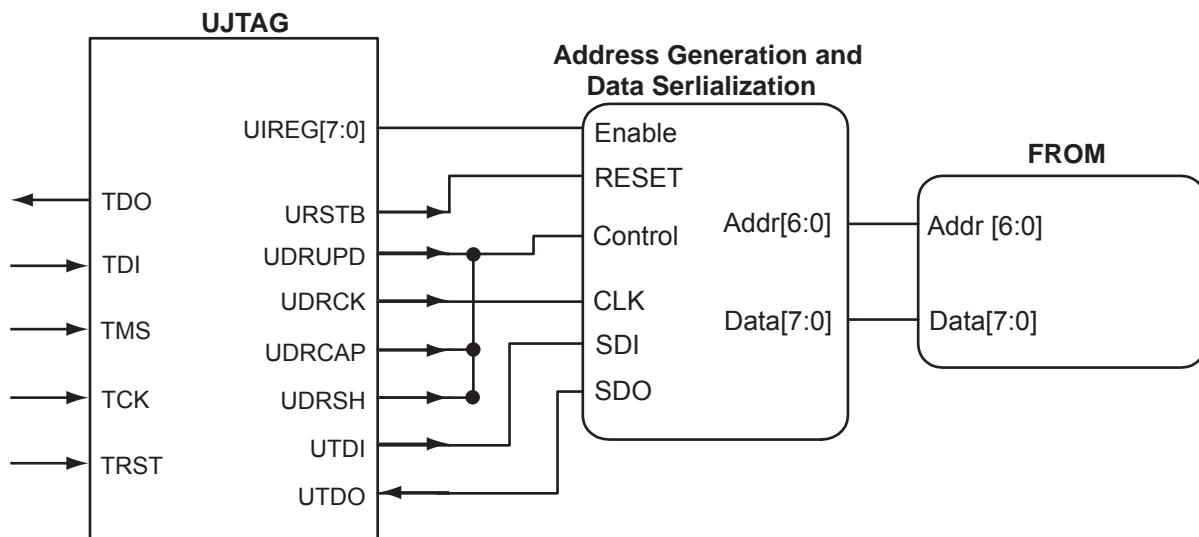 UJTAG
UIREG[7:0]
TDO
URSTB
UDRUPD
TDI
UDRCK
TMS
UDRCAP
TCK
UDRSH
UTDI
TRST
UTDO
Address Generation and
Data Serlialization
Enable
RESET
Control
Addr[6:0]
CLK
Data[7:0]
SDI
SDO
FROM
Addr [6:0]
Data[7:0]